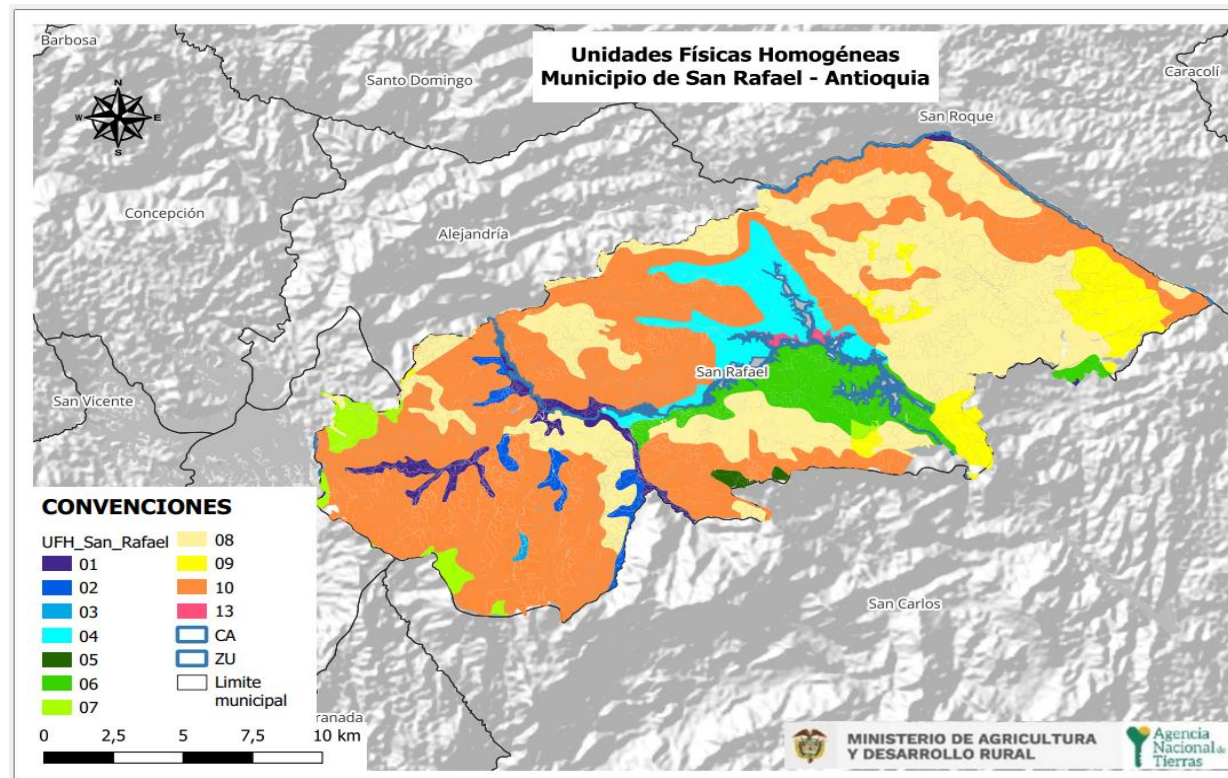 Unidades Físicas Homogéneas
Municipio de San Rafael - Antioquia
Barbosa
Santo Domingo
Caracolí
San Roque
N
W E
S
Concepción
Alejandría
San Vicente
San Rafael
San Carlos
ranada
CONVENCIONES
UFH_San_Rafael
01
02
03
04
05
06
07
08
09
10
13
CA
ZU
Limite
municipal
0 2,5 5 7,5 10 km
MINISTERIO DE AGRICULTURA
Y DESARROLLO RURAL
Agencia
Nacional de
Tierras